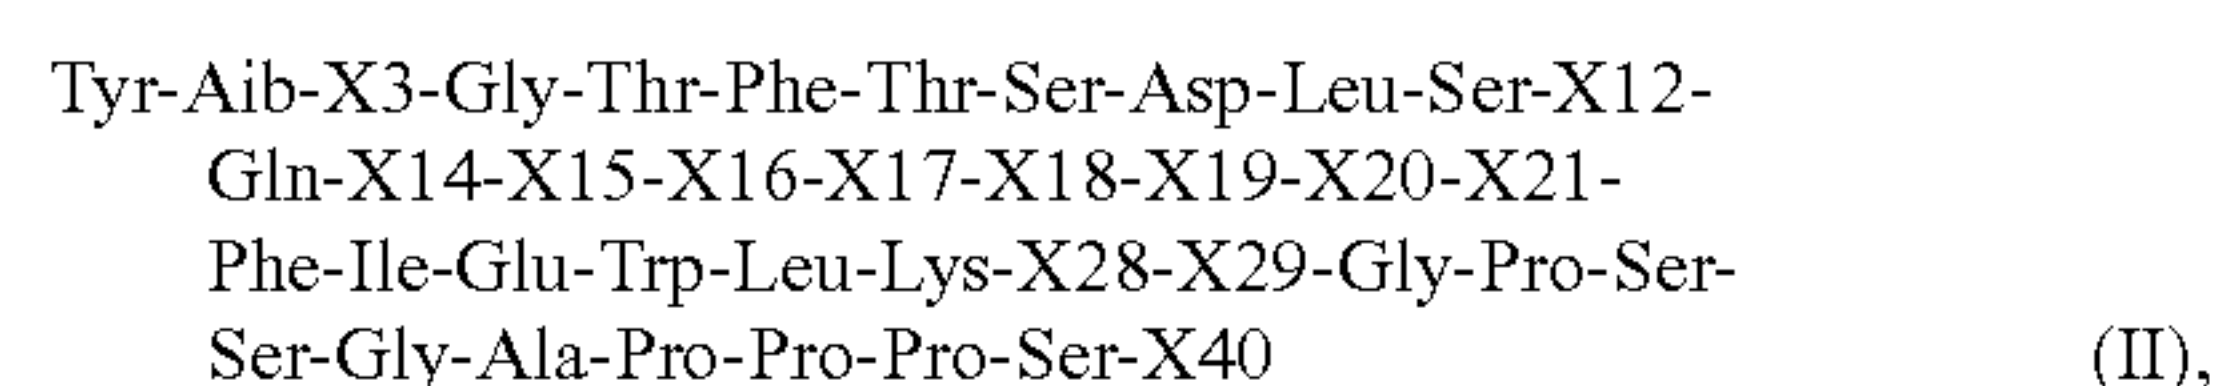 Tyr-Aib-X3-Gly-Thr-Phe-Thr-Ser-Asp-Leu-Ser-X12-
Gln-X14-X15-X16-X17-X18-X19-X20-X21-
Phe-Ile-Glu-Trp-Leu-Lys-X28-X29-Gly-Pro-Ser-
Ser-Gly-Ala-Pro-Pro-Pro-Ser-X40 (II),